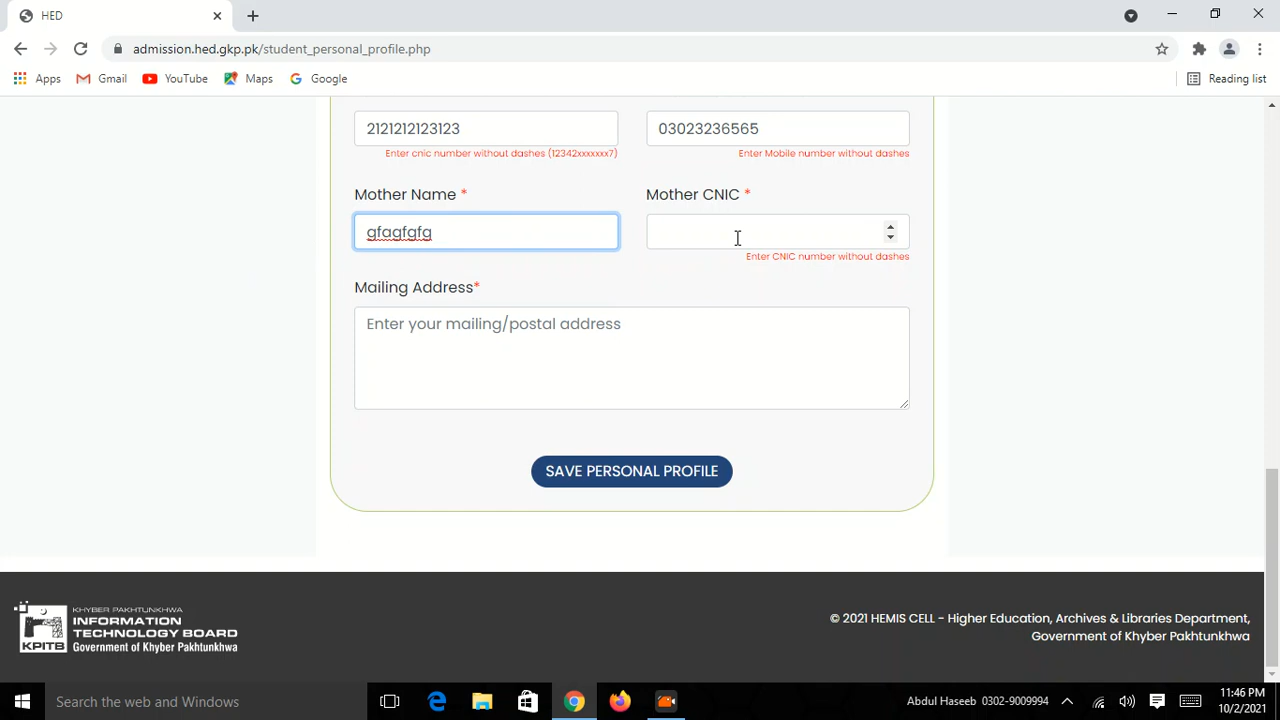 HED
admission.hed.gkp.pk/student_personal_profile.php
Apps Gmail YouTube Maps Google Reading list
2121212123123 03023236565
Enter cnic number without dashes (12342xxxxxxx7) Enter Mobile number without dashes
Mother Name * Mother CNIC *
gfagfgfg
Enter CNIC number without dashes
Mailing Address*
Enter your mailing/postal address
SAVE PERSONAL PROFILE
KHYBER PAKHTUNKHWA
INFORMATION
TECHNOLOGY BOARD
KPITB Government of Khyber Pakhtunkhwa
© 2021 HEMIS CELL - Higher Education, Archives & Libraries Department,
Government of Khyber Pakhtunkhwa
Search the web and Windows
Abdul Haseeb 0302-9009994
11:46 PM
10/2/2021